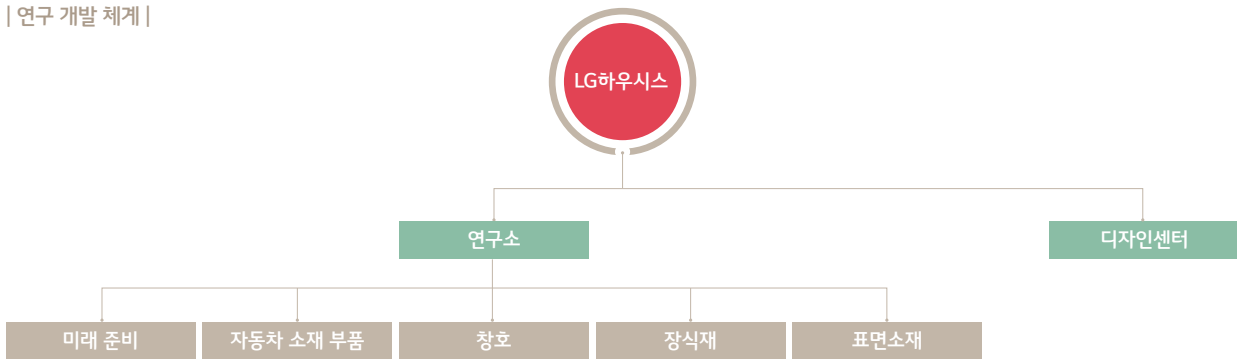 | 연구 개발 체계 |
LG하우시스
연구소
디자인센터
미래 준비
자동차 소재 부품
창호
장식재
표면소재